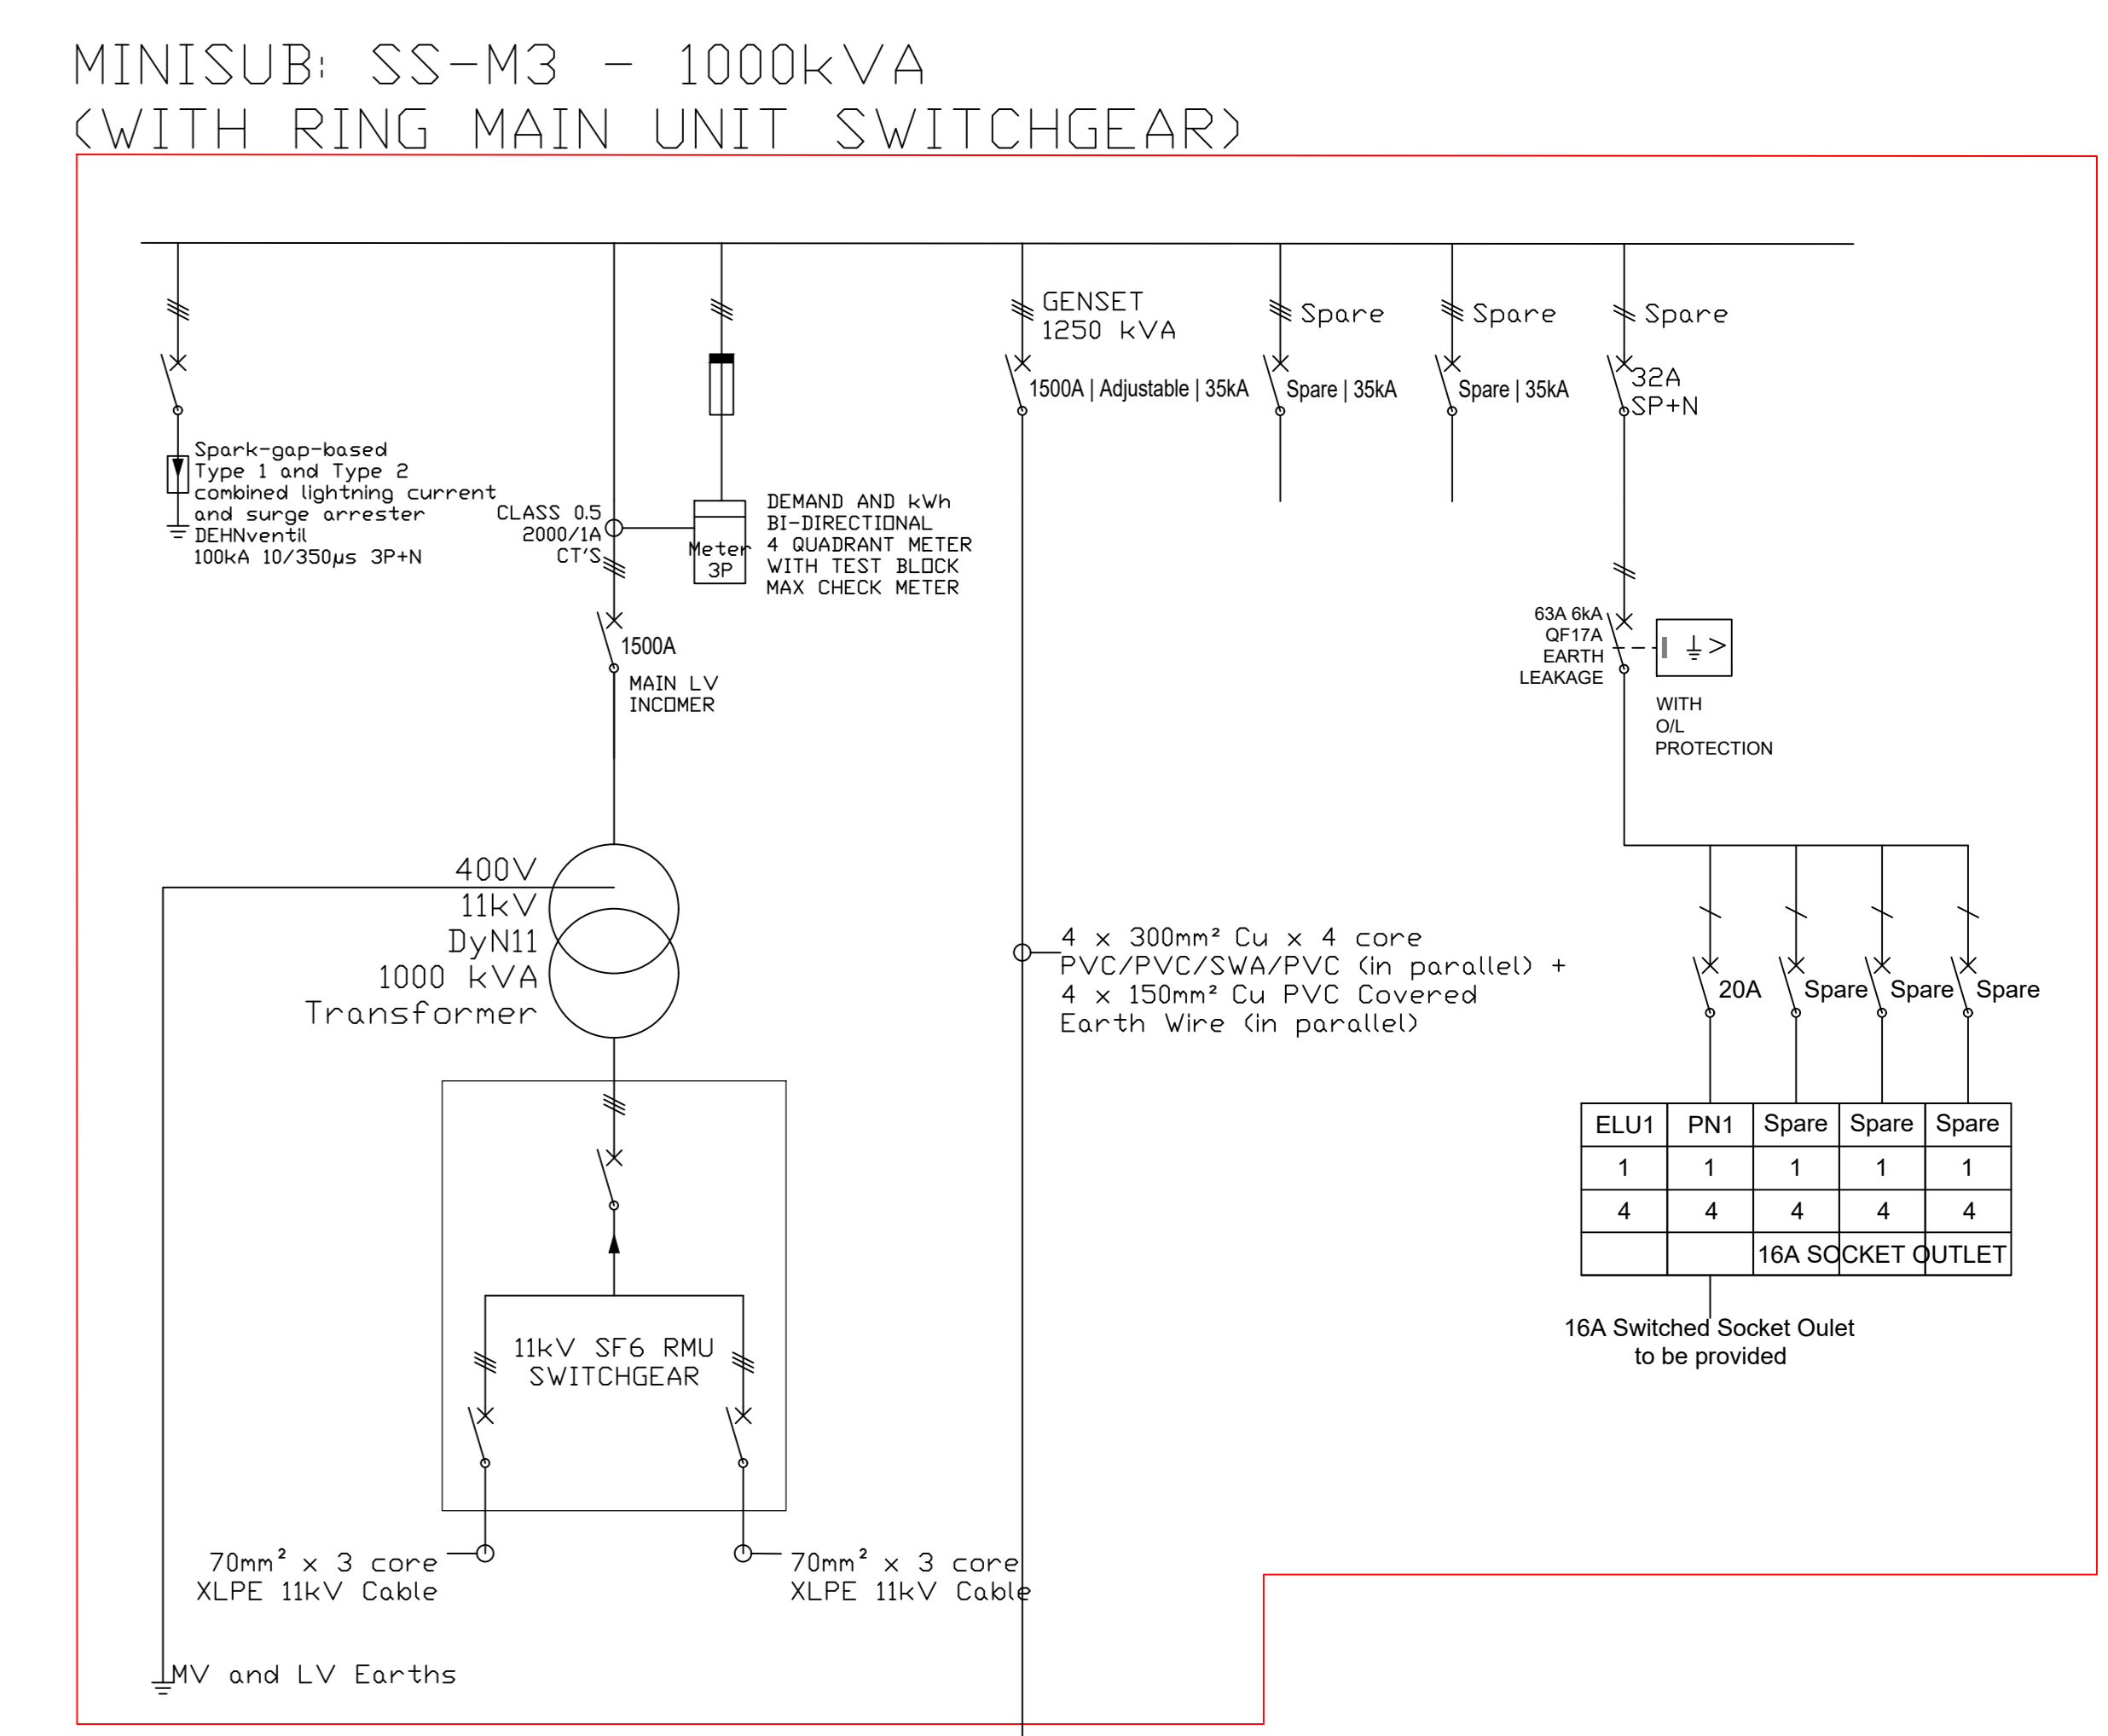 MINISUB: SS-M3 - 1000kVA
(WITH RING MAIN UNIT SWITCHGEAR)
GENSET
1250 kVA
Spare
Spare
Spare
1500A | Adjustable | 35kA
Spare | 35kA
Spare | 35kA
32A
SP+N
Spark-gap-based
Type 1 and Type 2
combined lightning current
and surge arrester
DEHNventil
100kA 10/350µs 3P+N
CLASS 0.5
2000/1A
CT'S
Meter
3P
DEMAND AND kWh
BI-DIRECTIONAL
4 QUADRANT METER
WITH TEST BLOCK
MAX CHECK METER
1500A
MAIN LV
INCOMER
63A 6kA
QF17A
EARTH
LEAKAGE
WITH
O/L
PROTECTION
400V
11kV
DyN11
1000 kVA
Transformer
4 x 300mm² Cu x 4 core
PVC/PVC/SWA/PVC (in parallel) +
4 x 150mm² Cu PVC Covered
Earth Wire (in parallel)
20A
Spare
Spare
Spare
ELU1 PN1 Spare Spare Spare
1 1 1 1 1
4 4 4 4 4
16A SOCKET OUTLET
16A Switched Socket Oulet
to be provided
11kV SF6 RMU
SWITCHGEAR
70mm² x 3 core
XLPE 11kV Cable
70mm² x 3 core
XLPE 11kV Cable
MV and LV Earths